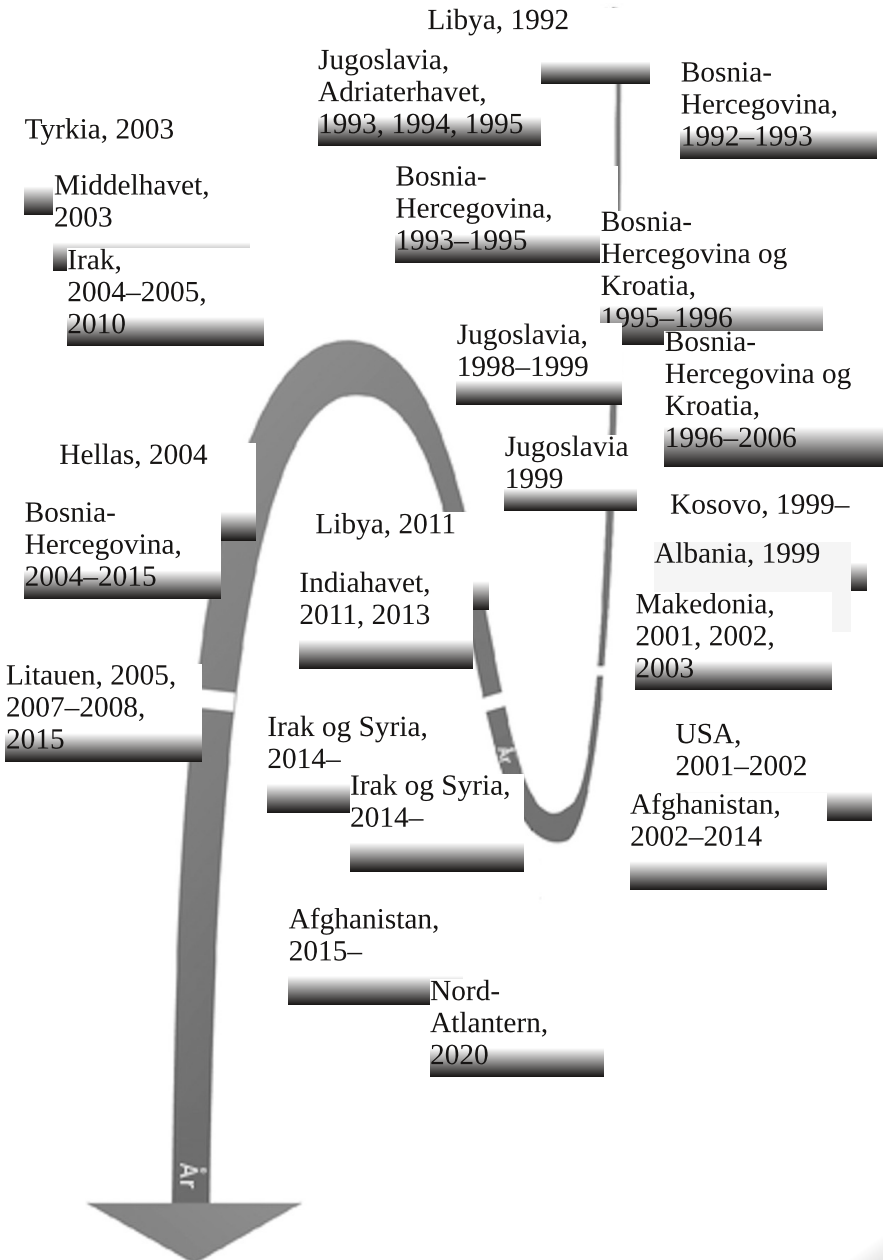 Libya, 1992
Jugoslavia,
Adriaterhavet,
1993, 1994, 1995
Bosnia-
Hercegovina,
1992–1993
Tyrkia, 2003
Middelhavet,
2003
Bosnia-
Hercegovina,
1993–1995
Bosnia-
Hercegovina og
Kroatia,
1995–1996
Irak,
2004–2005,
2010
Jugoslavia,
1998–1999
Bosnia-
Hercegovina og
Kroatia,
1996–2006
Hellas, 2004
Jugoslavia
1999
Kosovo, 1999–
Bosnia-
Hercegovina,
2004–2015
Libya, 2011
Albania, 1999
Indiahavet,
2011, 2013
Makedonia,
2001, 2002,
2003
Litauen, 2005,
2007–2008,
2015
Irak og Syria,
2014–
År
USA,
2001–2002
Irak og Syria,
2014–
Afghanistan,
2002–2014
Afghanistan,
2015–
Nord-
Atlantern,
2020
År